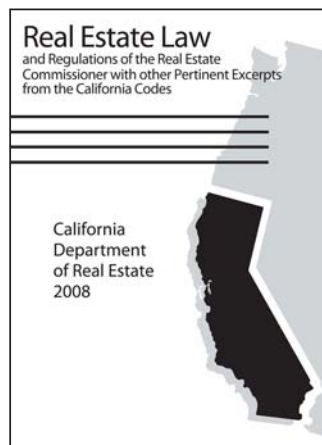 Real Estate Law
and Regulations of the Real Estate
Commissioner with other Pertinent Excerpts
from the California Codes
California
Department
of Real Estate
2008